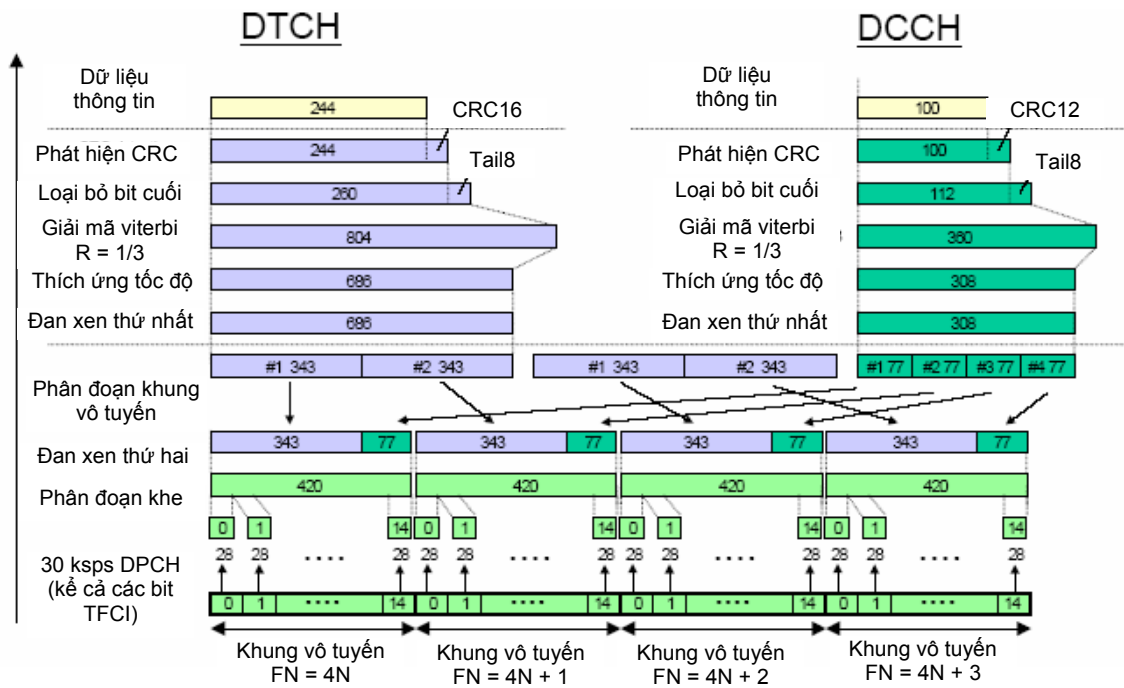 DTCH
DCCH
Dữ liệu
thông tin
244
CRC16
Dữ liệu
thông tin
100
CRC12
Phát hiện CRC
244
Tail8
Phát hiện CRC
100
Tail8
Loại bỏ bit cuối
260
Loại bỏ bit cuối
112
Giải mã viterbi
R = 1/3
804
Giải mã viterbi
R = 1/3
360
Thích ứng tốc độ
686
Thích ứng tốc độ
308
Đan xen thứ nhất
686
Đan xen thứ nhất
308
#1 343 #2 343 #1 343 #2 343 #1 77 #2 77 #3 77 #4 77
Phân đoạn khung
vô tuyến
343 77 343 77 343 77 343 77
Đan xen thứ hai
420 420 420 420
Phân đoạn khe
0 1 14 0 1 14 0 1 14 0 1 14
28 28 .... 28 28 28 .... 28 28 28 .... 28 28 28 .... 28
30 ksps DPCH
(kể cả các bit
TFCI)
0 1 .... 14 0 1 .... 14 0 1 .... 14 0 1 .... 14
Khung vô tuyến
FN = 4N
Khung vô tuyến
FN = 4N + 1
Khung vô tuyến
FN = 4N + 2
Khung vô tuyến
FN = 4N + 3